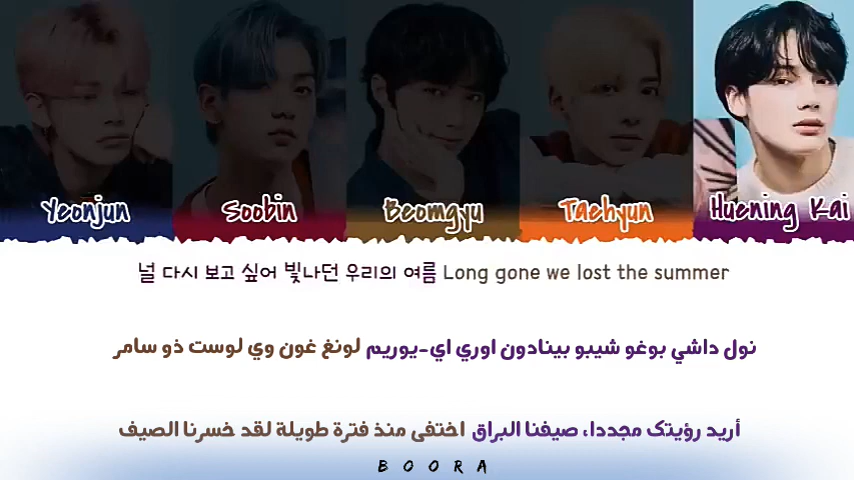 Yeonjun Soobin Beomgyu Taehyun Huening Kai
널 다시 보고 싶어 빛나던 우리의 여름 Long gone we lost the summer
نول داشي بوغو شيبو بينادون اوري اي-يوريم لونغ غون وي لوست ذو سامر
أريد رؤيتك مجددا، صيفنا البراق اختفى منذ فترة طويلة لقد خسرنا الصيف
BOORA